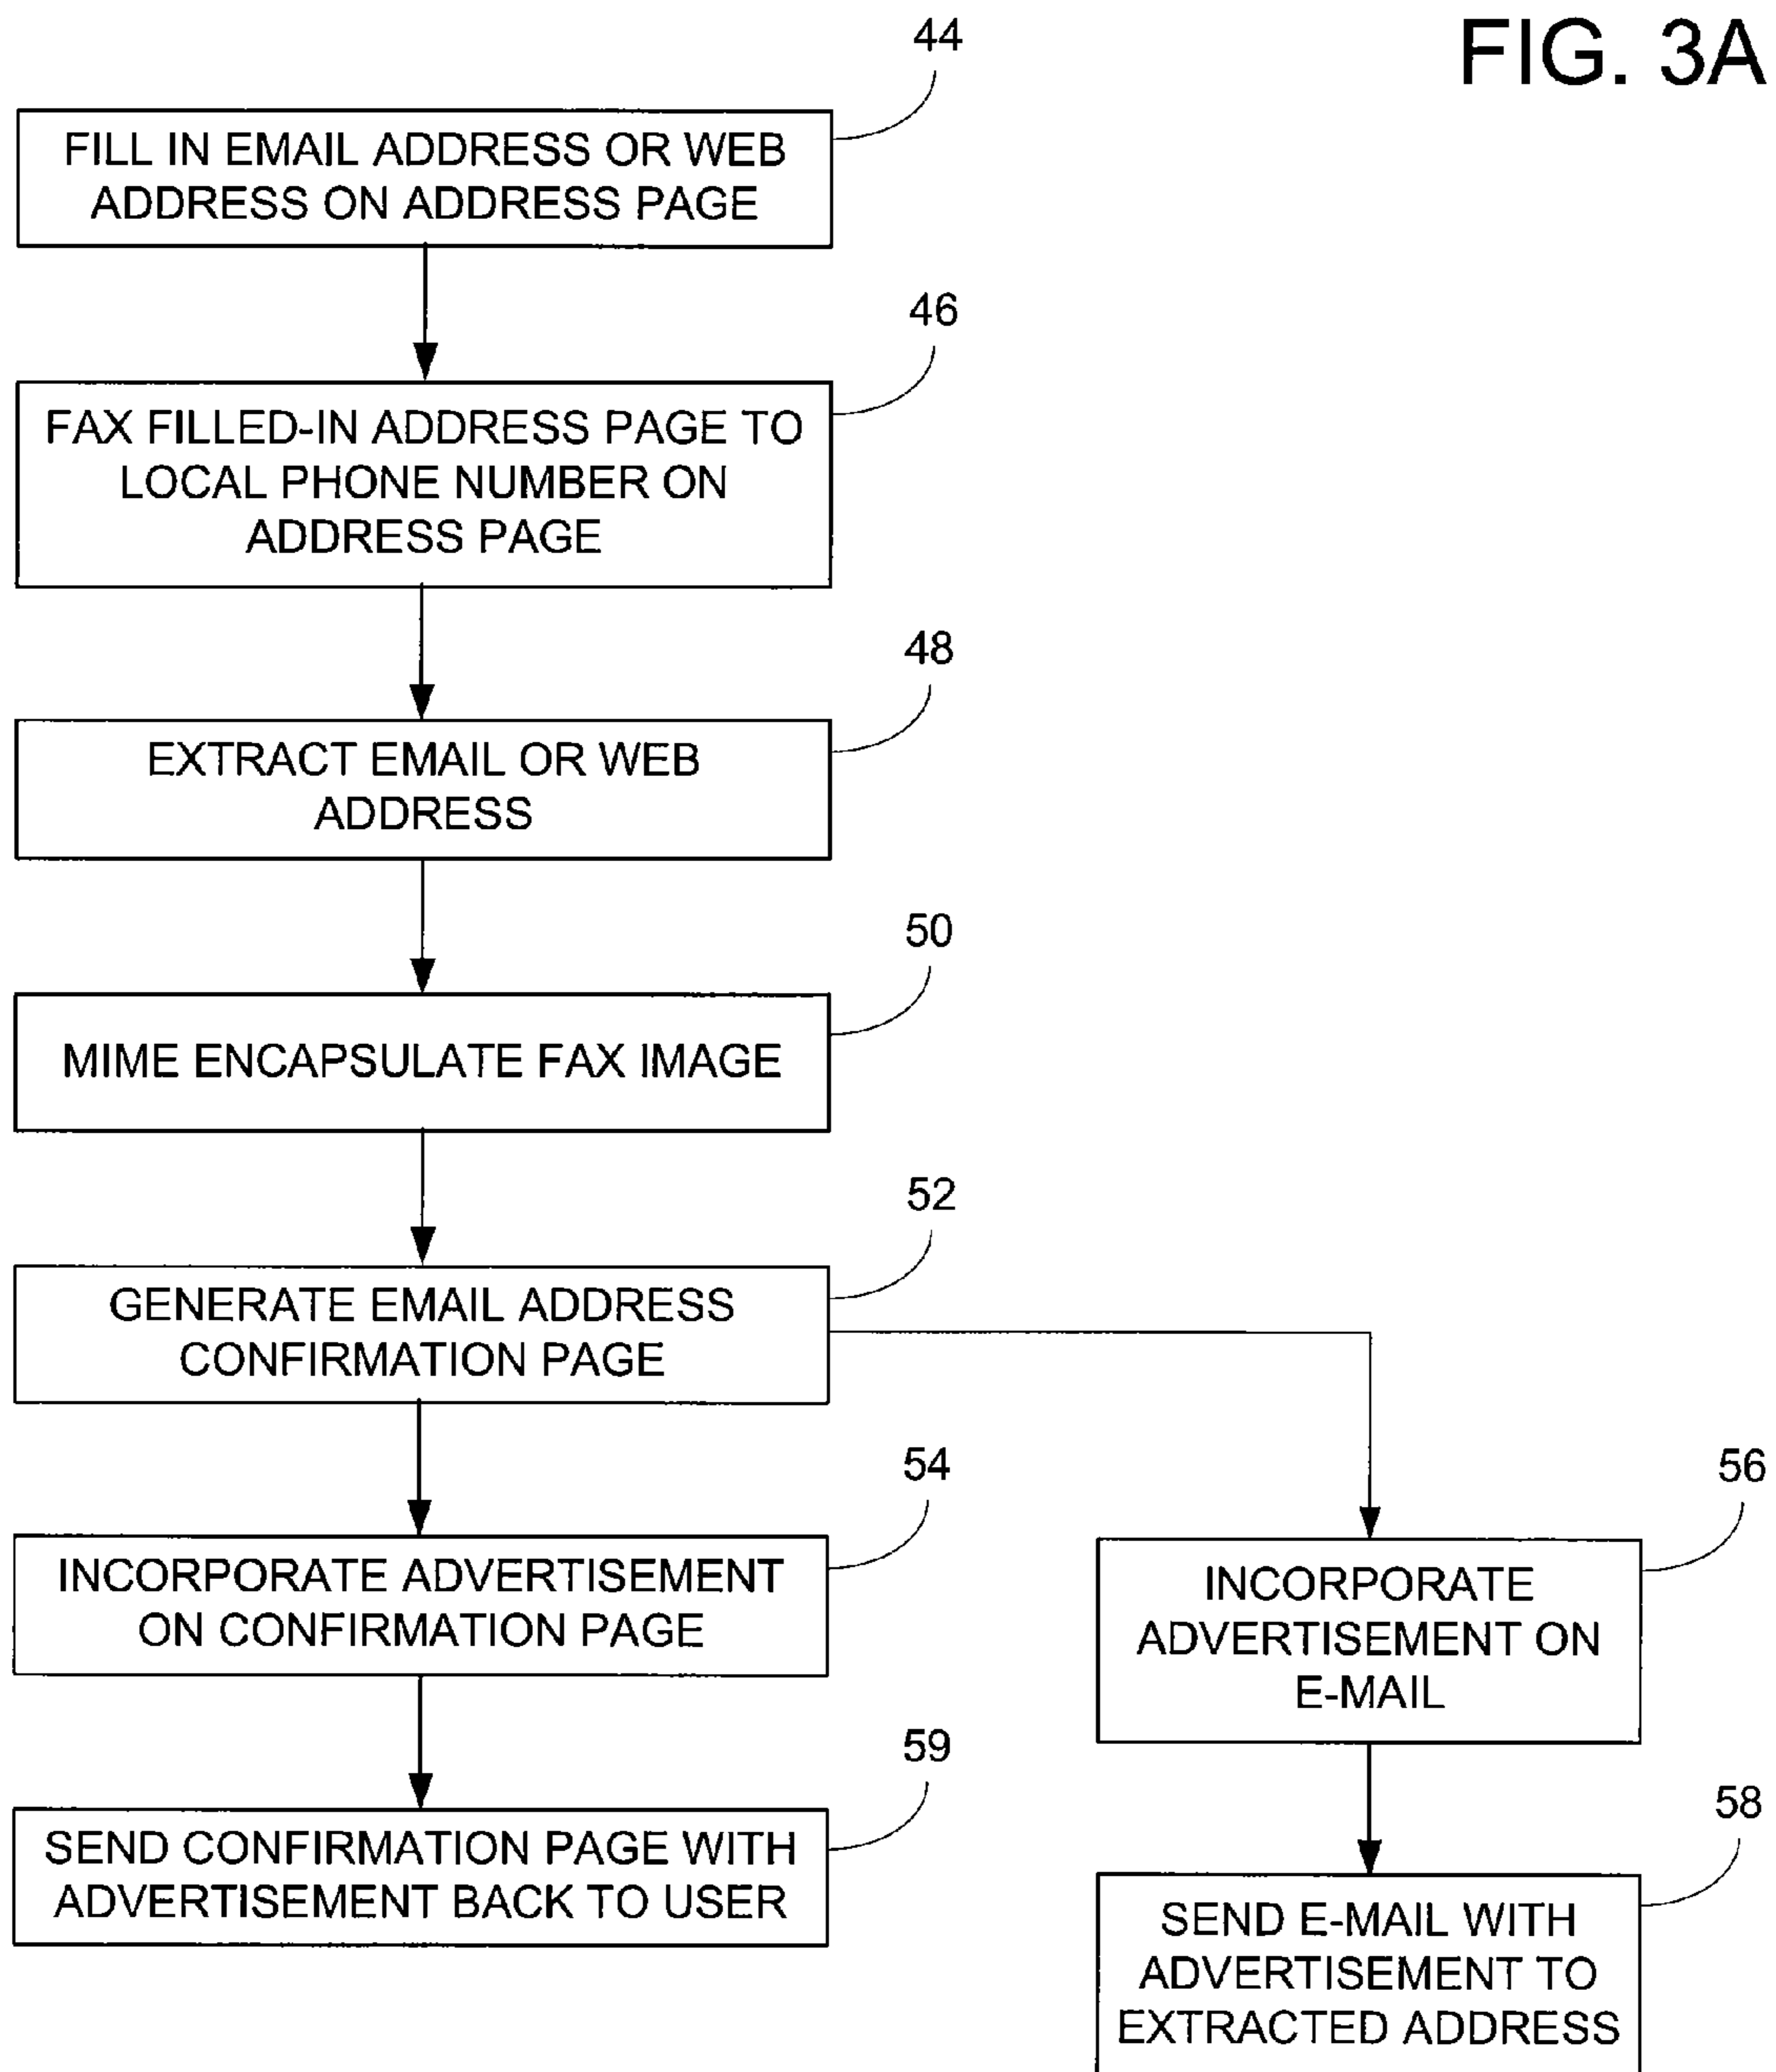 FIG. 3A
44
FILL IN EMAIL ADDRESS OR WEB
ADDRESS ON ADDRESS PAGE
46
FAX FILLED-IN ADDRESS PAGE TO
LOCAL PHONE NUMBER ON
ADDRESS PAGE
48
EXTRACT EMAIL OR WEB
ADDRESS
50
MIME ENCAPSULATE FAX IMAGE
52
GENERATE EMAIL ADDRESS
CONFIRMATION PAGE
54
INCORPORATE ADVERTISEMENT
ON CONFIRMATION PAGE
59
SEND CONFIRMATION PAGE WITH
ADVERTISEMENT BACK TO USER
56
INCORPORATE
ADVERTISEMENT ON
E-MAIL
58
SEND E-MAIL WITH
ADVERTISEMENT TO
EXTRACTED ADDRESS